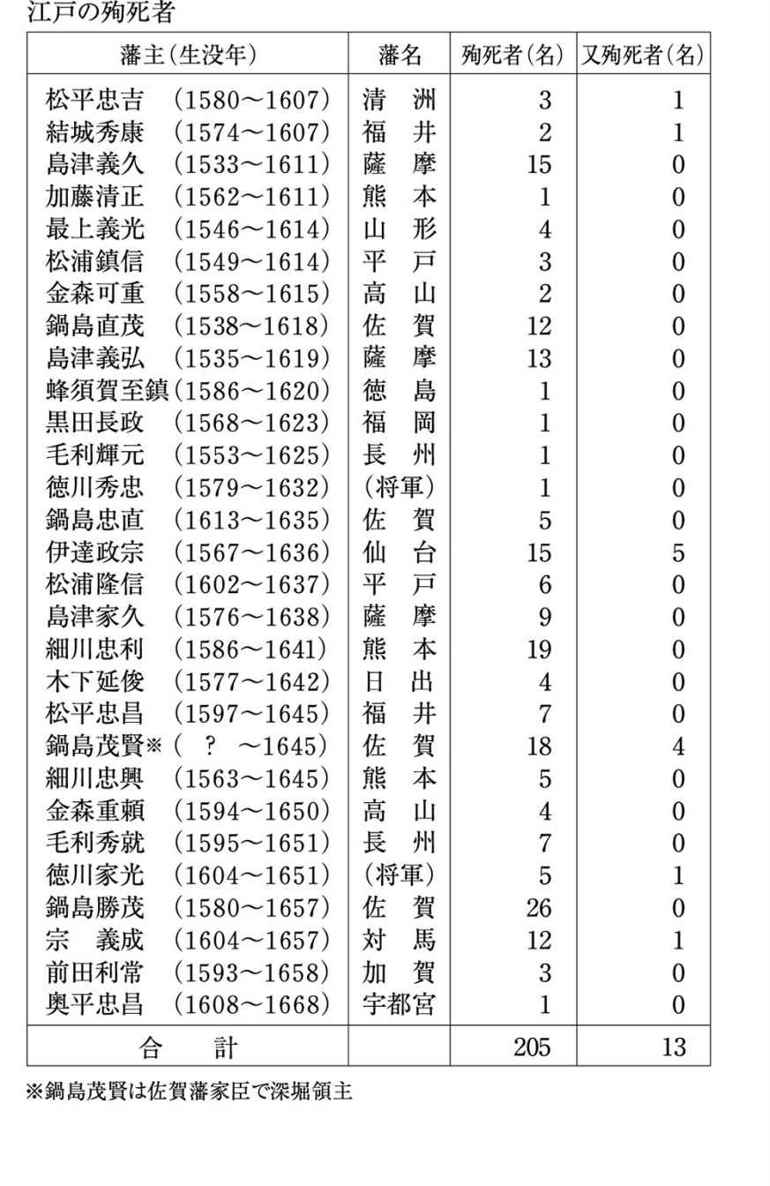 江戸の殉死者
藩主(生没年) 藩名 殉死者(名) 又殉死者(名)
松平忠吉 (1580〜1607) 清洲 3 1
結城秀康 (1574〜1607) 福井 2 1
島津義久 (1533〜1611) 薩摩 15 0
加藤清正 (1562〜1611) 熊本 1 0
最上義光 (1546〜1614) 山形 4 0
松浦鎮信 (1549〜1614) 平戸 3 0
金森可重 (1558〜1615) 高山 2 0
鍋島直茂 (1538〜1618) 佐賀 12 0
島津義弘 (1535〜1619) 薩摩 13 0
蜂須賀至鎮(1586〜1620) 徳島 1 0
黒田長政 (1568〜1623) 福岡 1 0
毛利輝元 (1553〜1625) 長州 1 0
徳川秀忠 (1579〜1632) (将軍) 1 0
鍋島忠直 (1613〜1635) 佐賀 5 0
伊達政宗 (1567〜1636) 仙台 15 5
松浦隆信 (1602〜1637) 平戸 6 0
島津家久 (1576〜1638) 薩摩 9 0
細川忠利 (1586〜1641) 熊本 19 0
木下延俊 (1577〜1642) 日出 4 0
松平忠昌 (1597〜1645) 福井 7 0
鍋島茂賢※ ( ? 〜1645) 佐賀 18 4
細川忠興 (1563〜1645) 熊本 5 0
金森重頼 (1594〜1650) 高山 4 0
毛利秀就 (1595〜1651) 長州 7 0
徳川家光 (1604〜1651) (将軍) 5 1
鍋島勝茂 (1580〜1657) 佐賀 26 0
宗 義成 (1604〜1657) 対馬 12 1
前田利常 (1593〜1658) 加賀 3 0
奥平忠昌 (1608〜1668) 宇都宮 1 0
合計 205 13
※鍋島茂賢は佐賀藩家臣で深堀領主